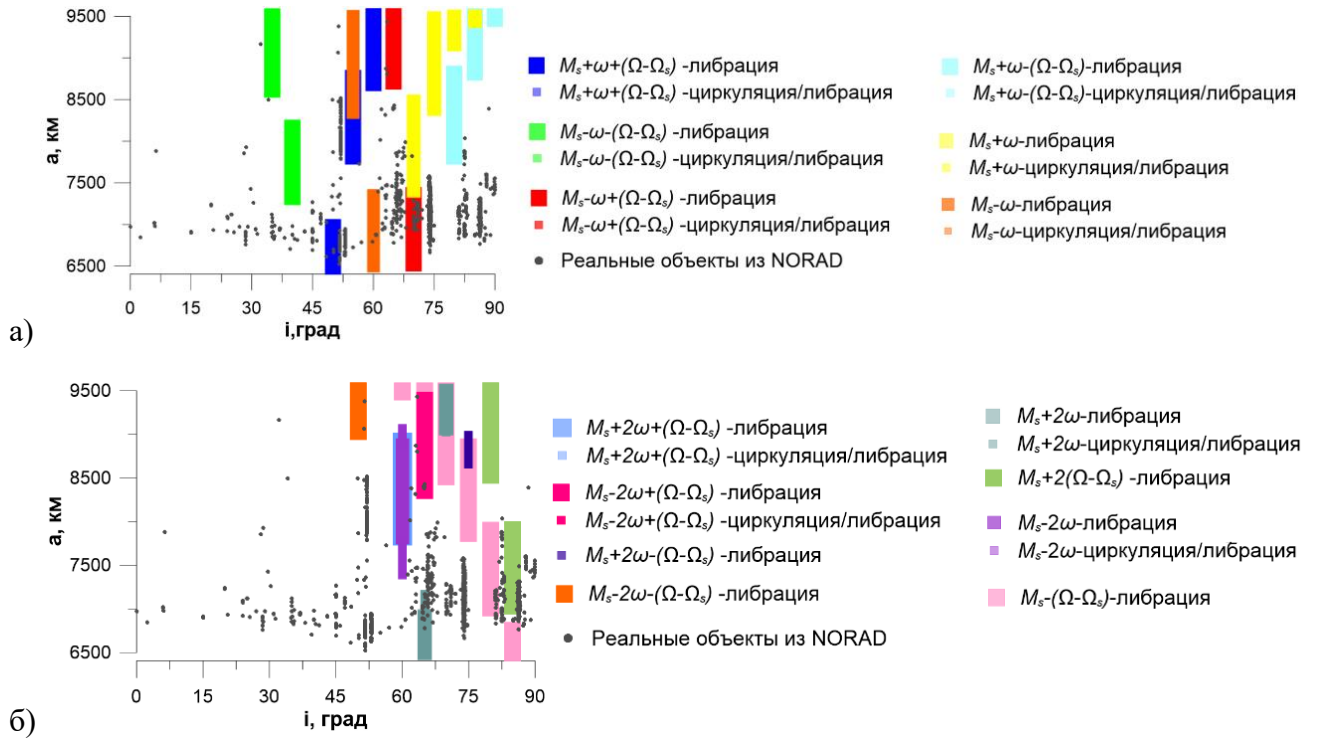 а)
a, км
9500
8500
7500
6500
0 15 30 45 60 75 90
i,град
Mₛ+ω+(Ω-Ωₛ) -либрация
Mₛ+ω+(Ω-Ωₛ) -циркуляция/либрация
Mₛ-ω-(Ω-Ωₛ) -либрация
Mₛ-ω-(Ω-Ωₛ) -циркуляция/либрация
Mₛ-ω+(Ω-Ωₛ) -либрация
Mₛ-ω+(Ω-Ωₛ) -циркуляция/либрация
Реальные объекты из NORAD
Mₛ+ω-(Ω-Ωₛ)-либрация
Mₛ+ω-(Ω-Ωₛ)-циркуляция/либрация
Mₛ+ω-либрация
Mₛ+ω-циркуляция/либрация
Mₛ-ω-либрация
Mₛ-ω-циркуляция/либрация
б)
a, км
9500
8500
7500
6500
0 15 30 45 60 75 90
i, град
Mₛ+2ω+(Ω-Ωₛ) -либрация
Mₛ+2ω+(Ω-Ωₛ) -циркуляция/либрация
Mₛ-2ω+(Ω-Ωₛ) -либрация
Mₛ-2ω+(Ω-Ωₛ) -циркуляция/либрация
Mₛ+2ω-(Ω-Ωₛ) -либрация
Mₛ-2ω-(Ω-Ωₛ) -либрация
Реальные объекты из NORAD
Mₛ+2ω-либрация
Mₛ+2ω-циркуляция/либрация
Mₛ+2(Ω-Ωₛ) -либрация
Mₛ-2ω-либрация
Mₛ-2ω-циркуляция/либрация
Mₛ-(Ω-Ωₛ)-либрация